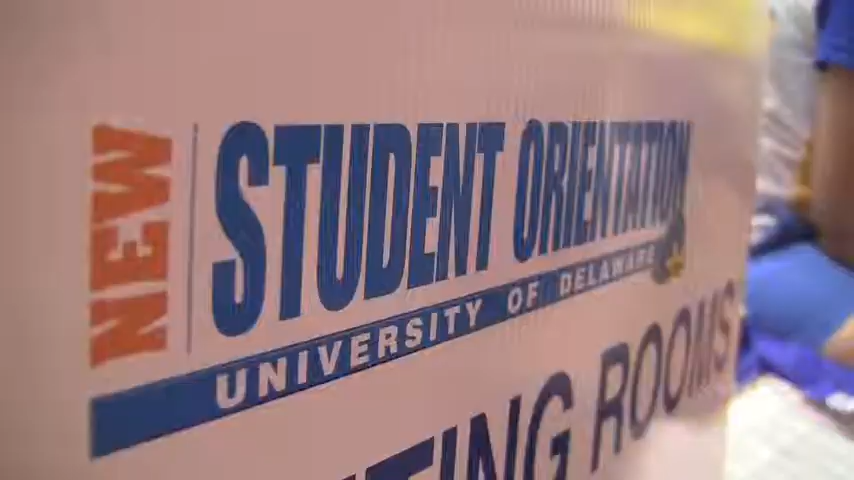 NEW
STUDENT ORIENTATION
UNIVERSITY OF DELAWARE
ROOMS